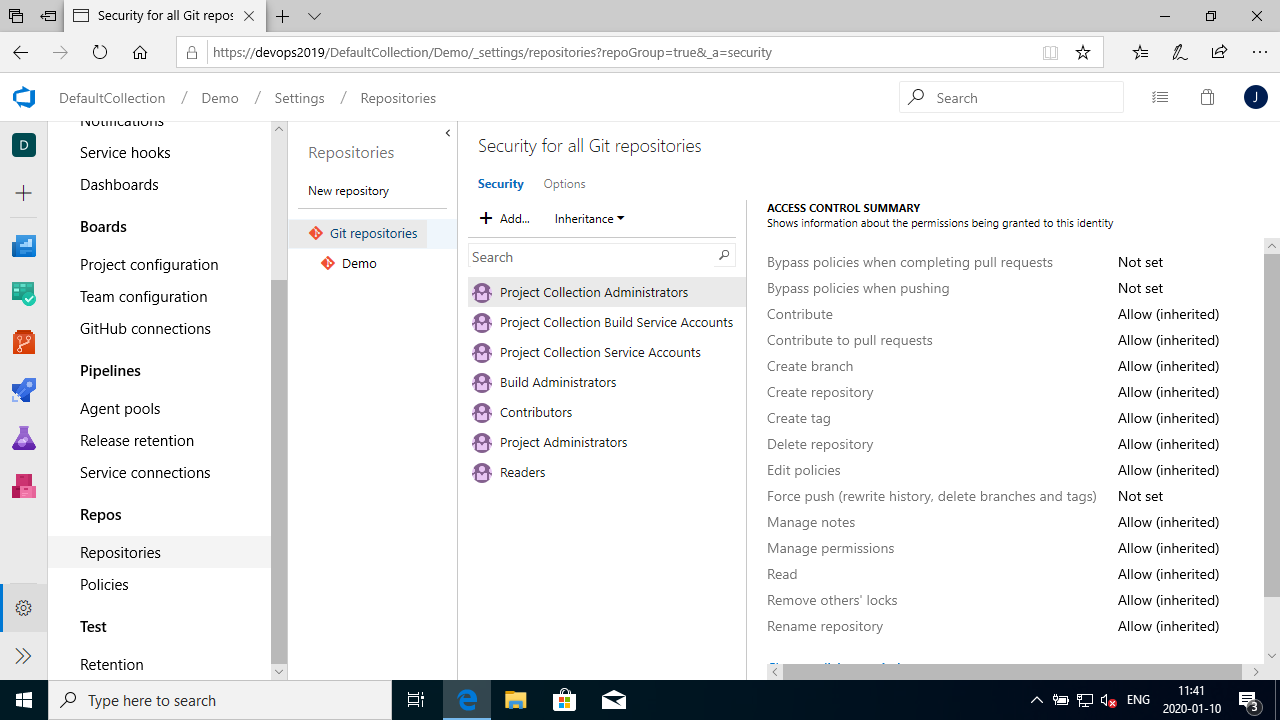 Security for all Git repos
https://devops2019/DefaultCollection/Demo/_settings/repositories?repoGroup=true&_a=security
DefaultCollection / Demo / Settings / Repositories
Search
J
D
Notifications
Service hooks
Dashboards
Boards
Project configuration
Team configuration
GitHub connections
Pipelines
Agent pools
Release retention
Service connections
Repos
Repositories
Policies
Test
Retention
Repositories
New repository
Git repositories
Demo
Security for all Git repositories
Security Options
Add... Inheritance
Search
Project Collection Administrators
Project Collection Build Service Accounts
Project Collection Service Accounts
Build Administrators
Contributors
Project Administrators
Readers
ACCESS CONTROL SUMMARY
Shows information about the permissions being granted to this identity
Bypass policies when completing pull requests Not set
Bypass policies when pushing Not set
Contribute Allow (inherited)
Contribute to pull requests Allow (inherited)
Create branch Allow (inherited)
Create repository Allow (inherited)
Create tag Allow (inherited)
Delete repository Allow (inherited)
Edit policies Allow (inherited)
Force push (rewrite history, delete branches and tags) Not set
Manage notes Allow (inherited)
Manage permissions Allow (inherited)
Read Allow (inherited)
Remove others' locks Allow (inherited)
Rename repository Allow (inherited)
Type here to search
ENG
11:41
2020-01-10
3